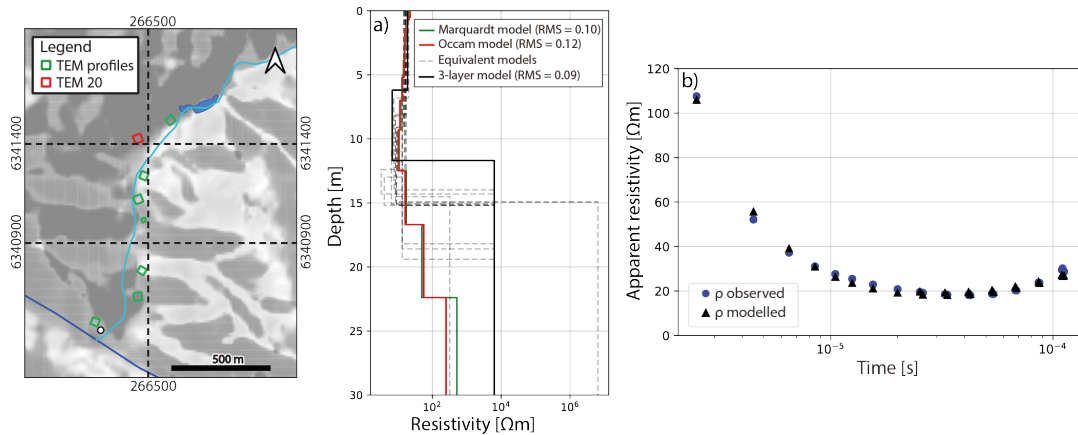 266500
Legend
TEM profiles
TEM 20
6341400
6340900
6341400
6340900
500 m
266500
a)
0
5
10
15
20
25
30
Depth [m]
Marquardt model (RMS = 0.10)
Occam model (RMS = 0.12)
Equivalent models
3-layer model (RMS = 0.09)
10²
10⁴
10⁶
Resistivity [Ωm]
b)
120
100
80
60
40
20
0
Apparent resistivity [Ωm]
ρ observed
ρ modelled
10⁻⁵
10⁻⁴
Time [s]